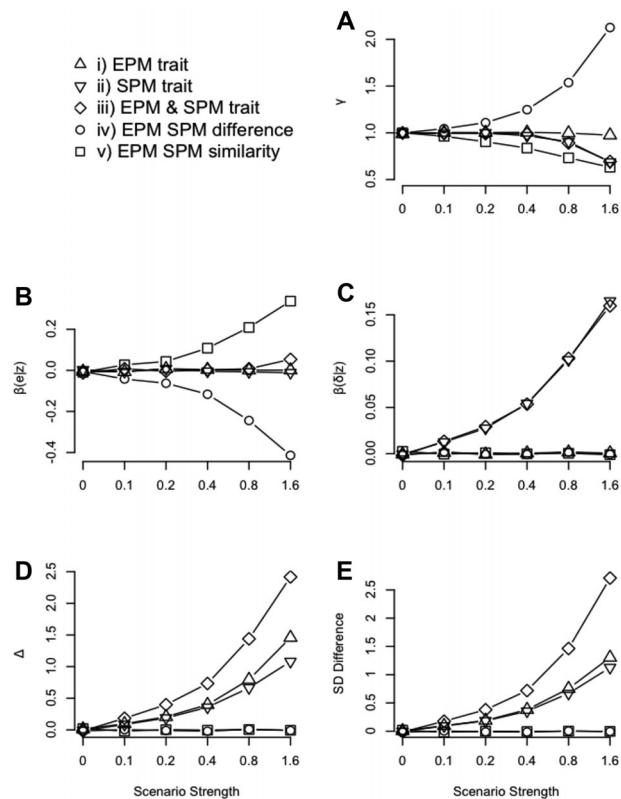 A
i) EPM trait
ii) SPM trait
iii) EPM & SPM trait
iv) EPM SPM difference
v) EPM SPM similarity
γ
2.0
1.5
1.0
0.5
0 0.1 0.2 0.4 0.8 1.6
B
β(e|z)
0.2
0.0
-0.2
-0.4
0 0.1 0.2 0.4 0.8 1.6
C
β(δ|z)
0.15
0.10
0.05
0.00
0 0.1 0.2 0.4 0.8 1.6
D
Δ
2.5
2.0
1.5
1.0
0.5
0.0
0 0.1 0.2 0.4 0.8 1.6
Scenario Strength
E
SD Difference
2.5
2
1.5
1
0.5
0
0 0.1 0.2 0.4 0.8 1.6
Scenario Strength